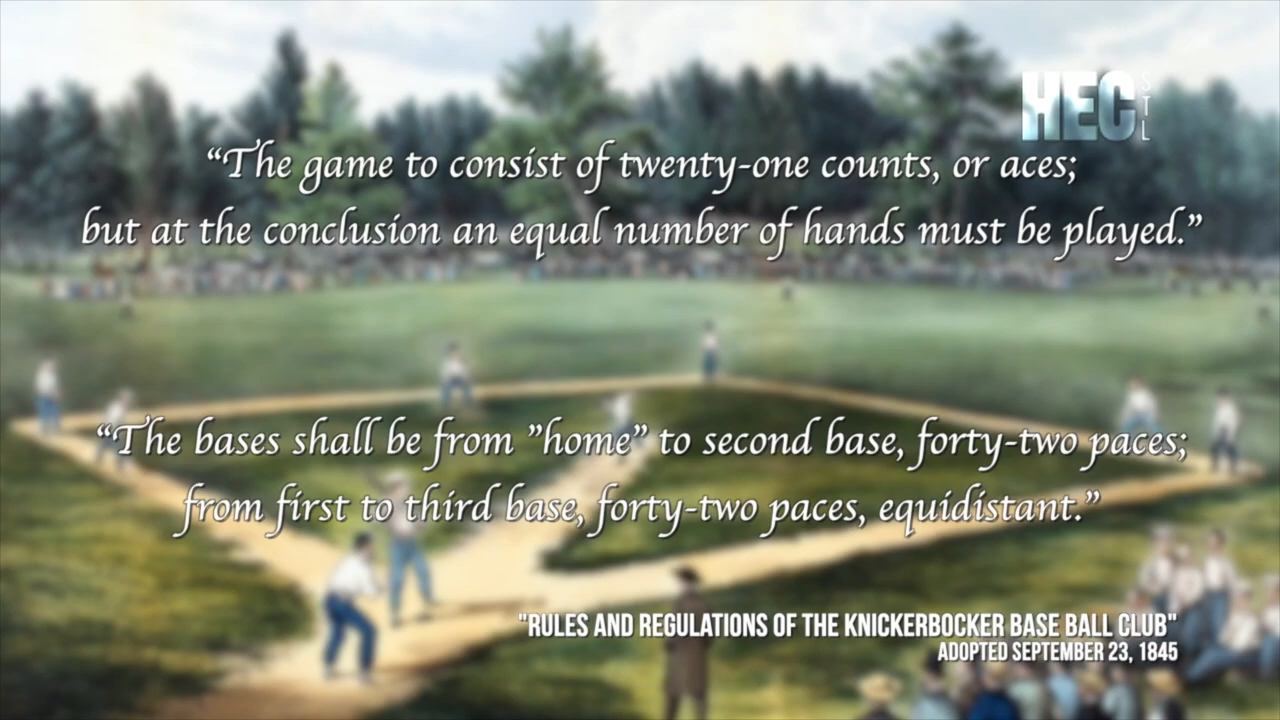 HEC
STL
“The game to consist of twenty-one counts, or aces;
but at the conclusion an equal number of hands must be played.”
“The bases shall be from ”home” to second base, forty-two paces;
from first to third base, forty-two paces, equidistant.”
"RULES AND REGULATIONS OF THE KNICKERBOCKER BASE BALL CLUB"
ADOPTED SEPTEMBER 23, 1845